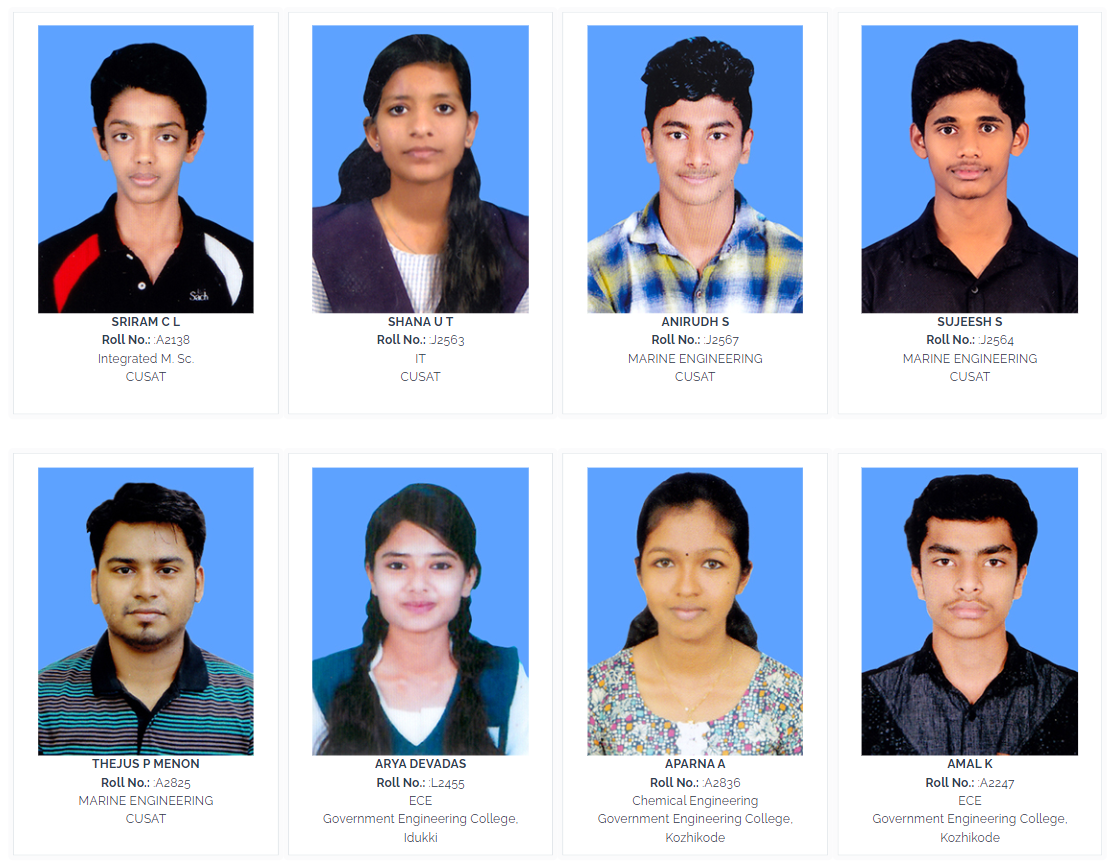 Sach
SRIRAM C L
Roll No.: :A2138
Integrated M. Sc.
CUSAT
SHANA U T
Roll No.: :J2563
IT
CUSAT
ANIRUDH S
Roll No.: :J2567
MARINE ENGINEERING
CUSAT
SUJEESH S
Roll No.: :J2564
MARINE ENGINEERING
CUSAT
THEJUS P MENON
Roll No.: :A2825
MARINE ENGINEERING
CUSAT
ARYA DEVADAS
Roll No.: :L2455
ECE
Government Engineering College,
Idukki
APARNA A
Roll No.: :A2836
Chemical Engineering
Government Engineering College,
Kozhikode
AMAL K
Roll No.: :A2247
ECE
Government Engineering College,
Kozhikode